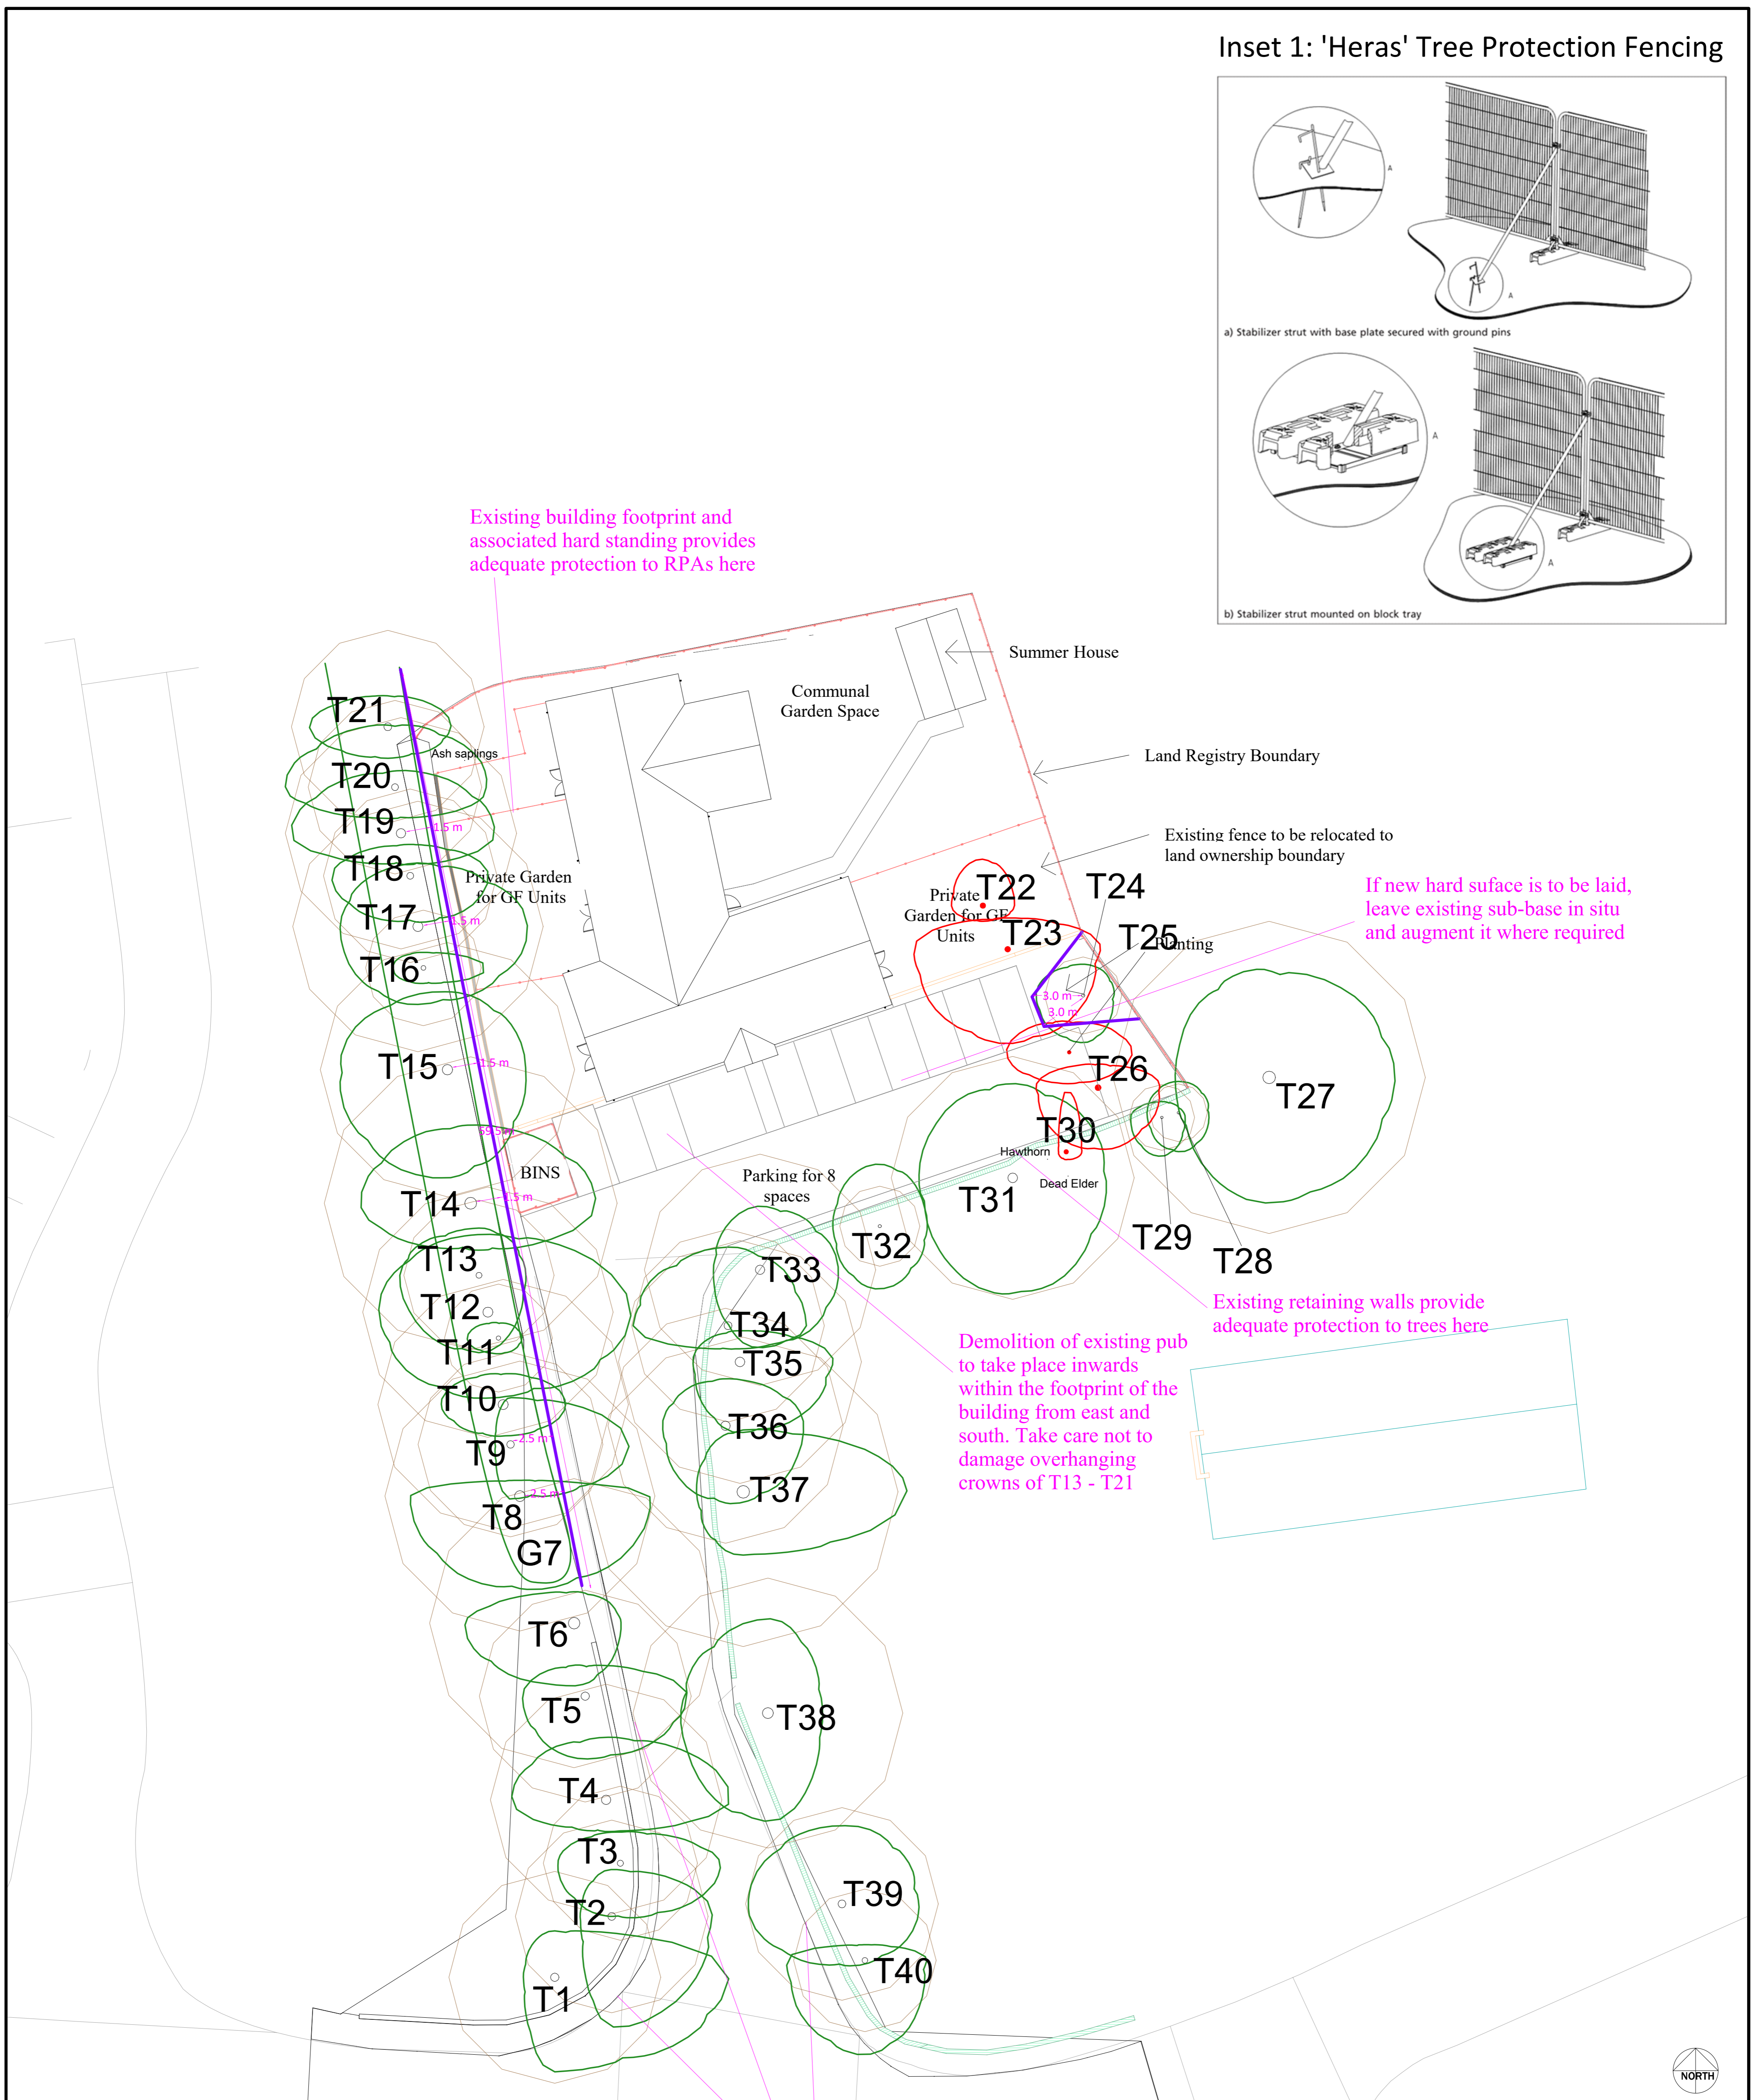 Inset 1: 'Heras' Tree Protection Fencing
A
A
a) Stabilizer strut with base plate secured with ground pins
A
A
b) Stabilizer strut mounted on block tray
Existing building footprint and
associated hard standing provides
adequate protection to RPAs here
Summer House
Communal
Garden Space
Land Registry Boundary
Existing fence to be relocated to
land ownership boundary
If new hard suface is to be laid,
leave existing sub-base in situ
and augment it where required
T21
Ash saplings
T20
T19
1.5 m
T18
Private Garden
for GF Units
T17
1.5 m
T16
T22
T24
Private
Garden for GF
Units
T23
T25
Planting
3.0 m
3.0 m
T15
1.5 m
T26
T27
T30
Hawthorn
Dead Elder
BINS
T14
1.5 m
Parking for 8
spaces
T31
T32
T29
T28
T13
T12
T11
T10
T9
2.5 m
T8
2.5 m
G7
T33
T34
T35
T36
T37
Existing retaining walls provide
adequate protection to trees here
Demolition of existing pub
to take place inwards
within the footprint of the
building from east and
south. Take care not to
damage overhanging
crowns of T13 - T21
T6
T5
T38
T4
T3
T2
T39
T1
T40
NORTH